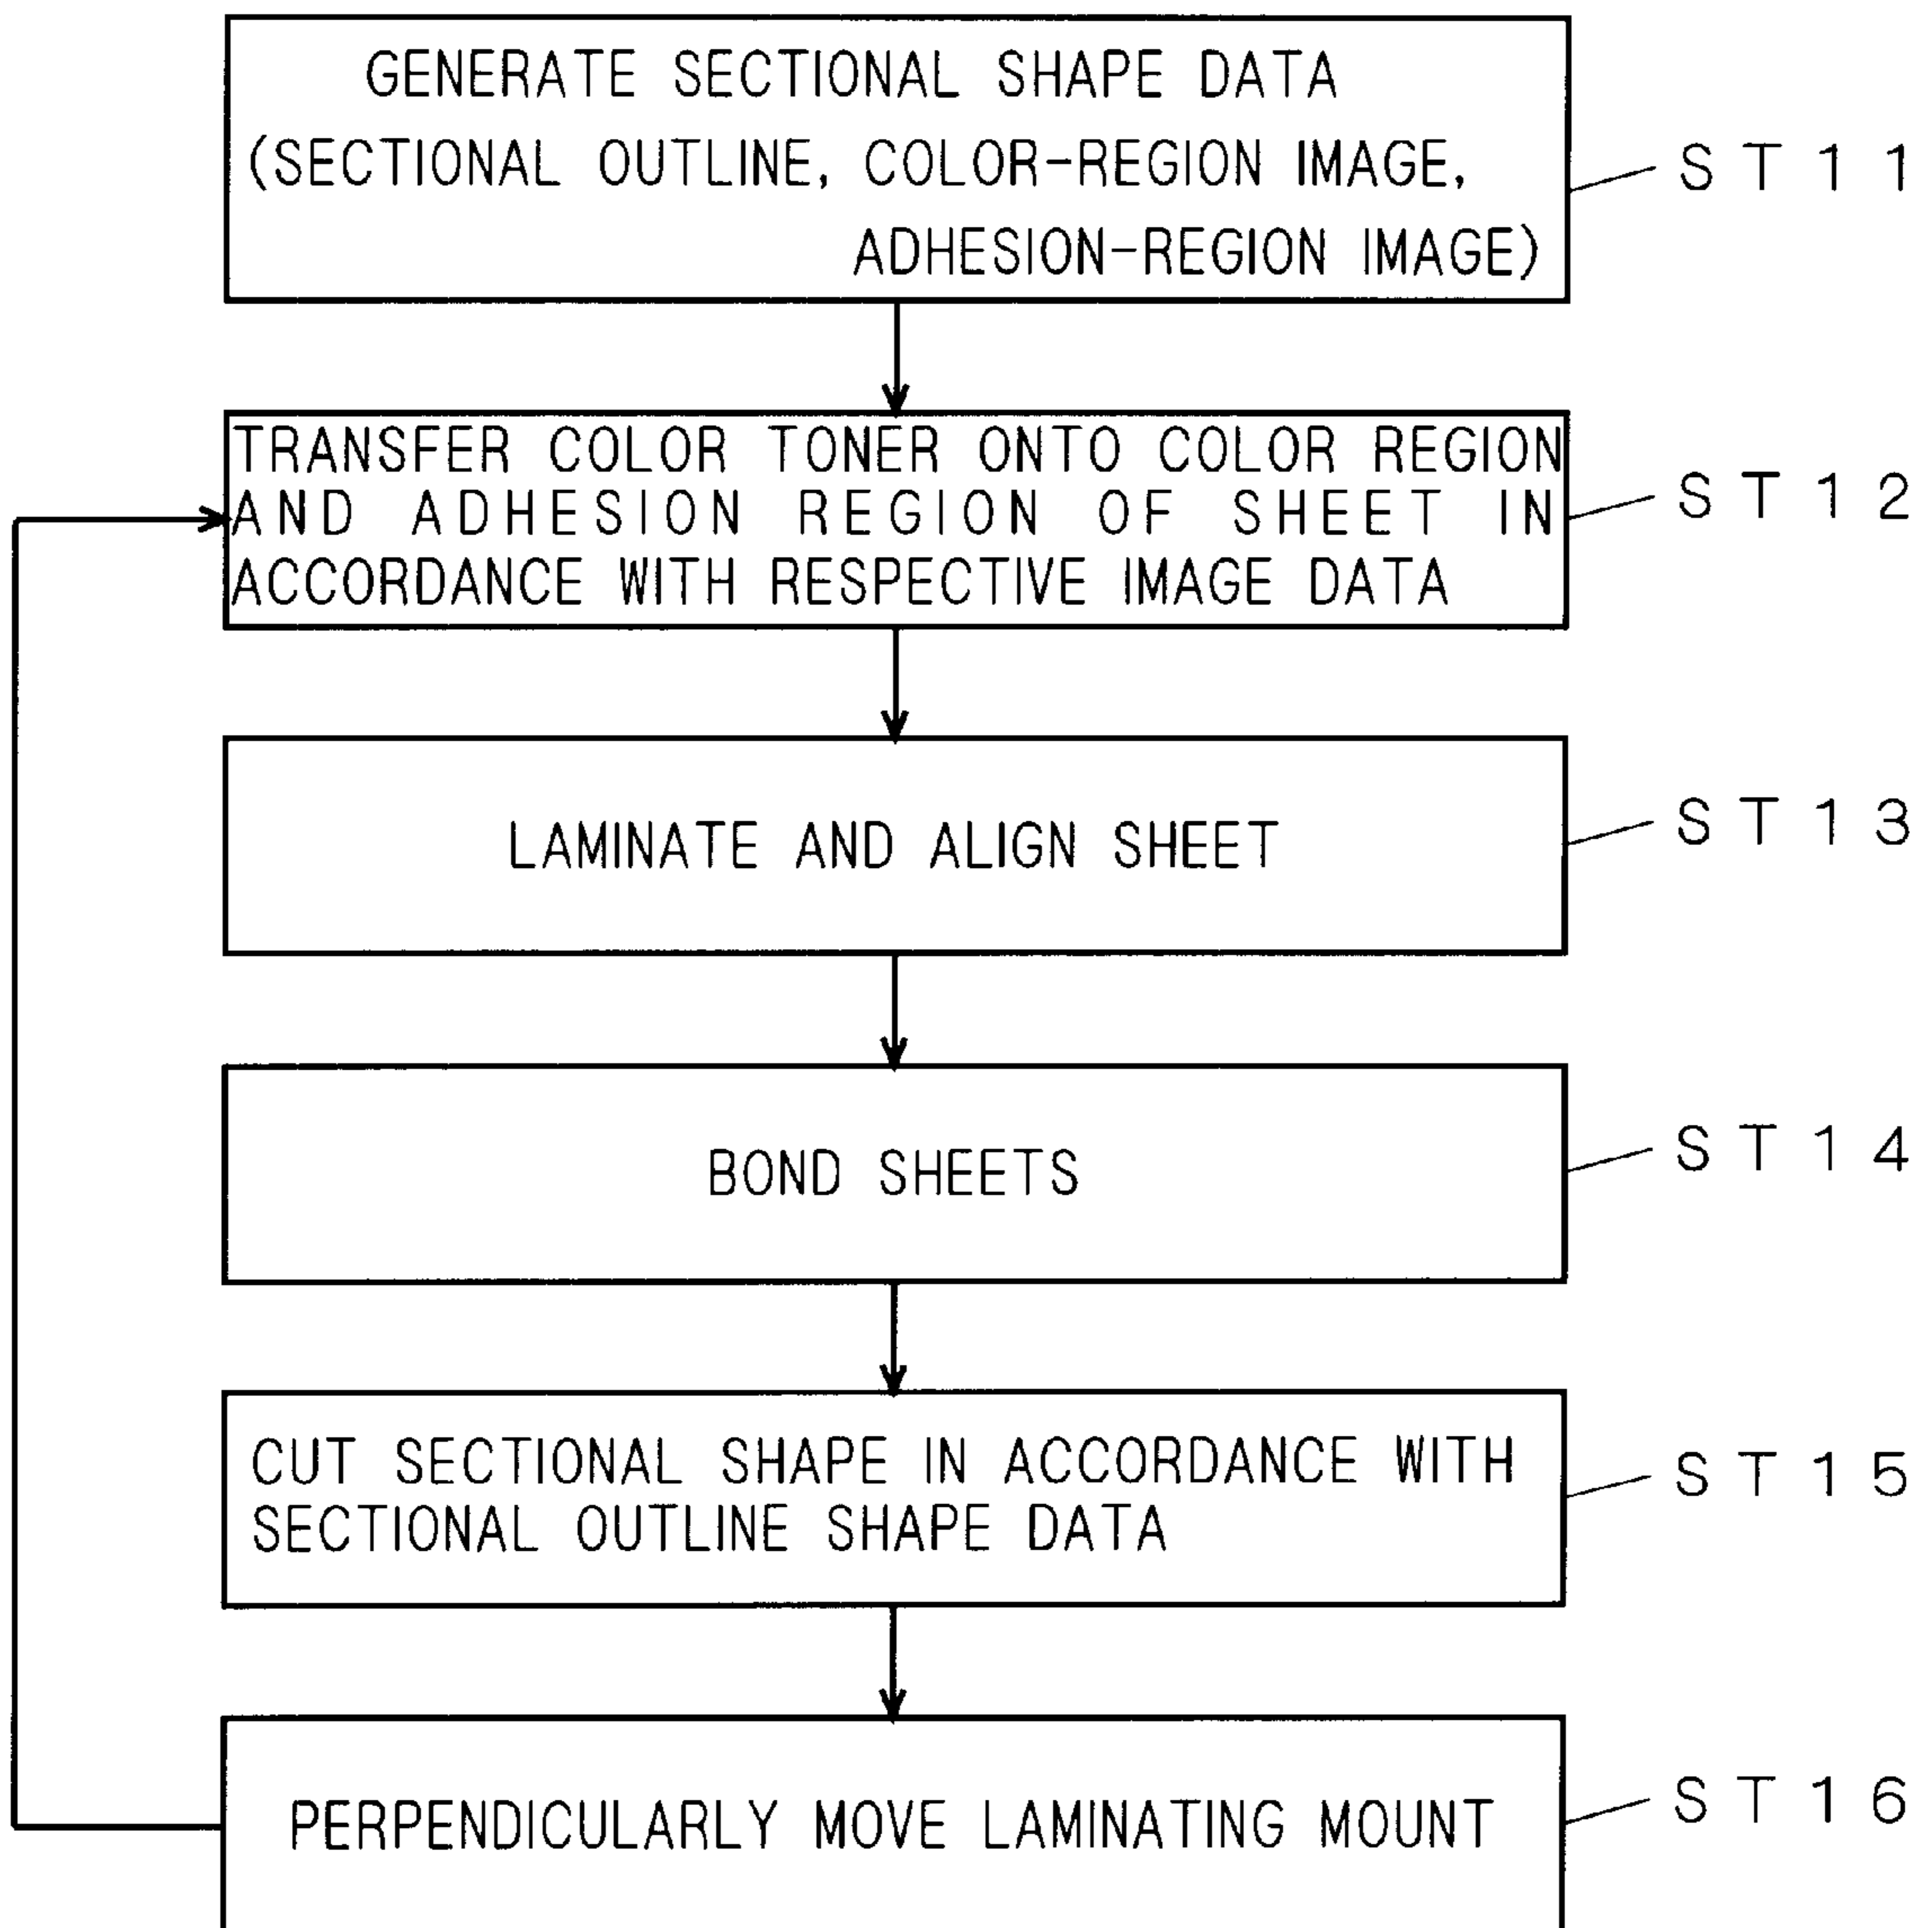 GENERATE SECTIONAL SHAPE DATA
(SECTIONAL OUTLINE, COLOR-REGION IMAGE,
ADHESION-REGION IMAGE)
ST11
TRANSFER COLOR TONER ONTO COLOR REGION
AND ADHESION REGION OF SHEET IN
ACCORDANCE WITH RESPECTIVE IMAGE DATA
ST12
LAMINATE AND ALIGN SHEET
ST13
BOND SHEETS
ST14
CUT SECTIONAL SHAPE IN ACCORDANCE WITH
SECTIONAL OUTLINE SHAPE DATA
ST15
PERPENDICULARLY MOVE LAMINATING MOUNT
ST16